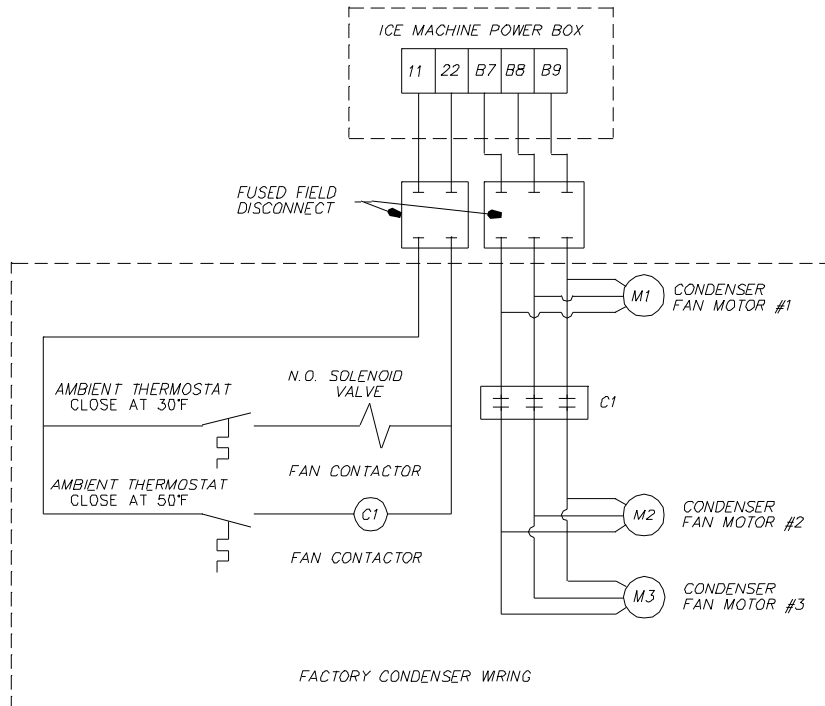 ICE MACHINE POWER BOX
11 22 B7 B8 B9
FUSED FIELD
DISCONNECT
M1
CONDENSER
FAN MOTOR #1
N.O. SOLENOID
VALVE
AMBIENT THERMOSTAT
CLOSE AT 30°F
C1
FAN CONTACTOR
AMBIENT THERMOSTAT
CLOSE AT 50°F
C1
FAN CONTACTOR
M2
CONDENSER
FAN MOTOR #2
M3
CONDENSER
FAN MOTOR #3
FACTORY CONDENSER WIRING